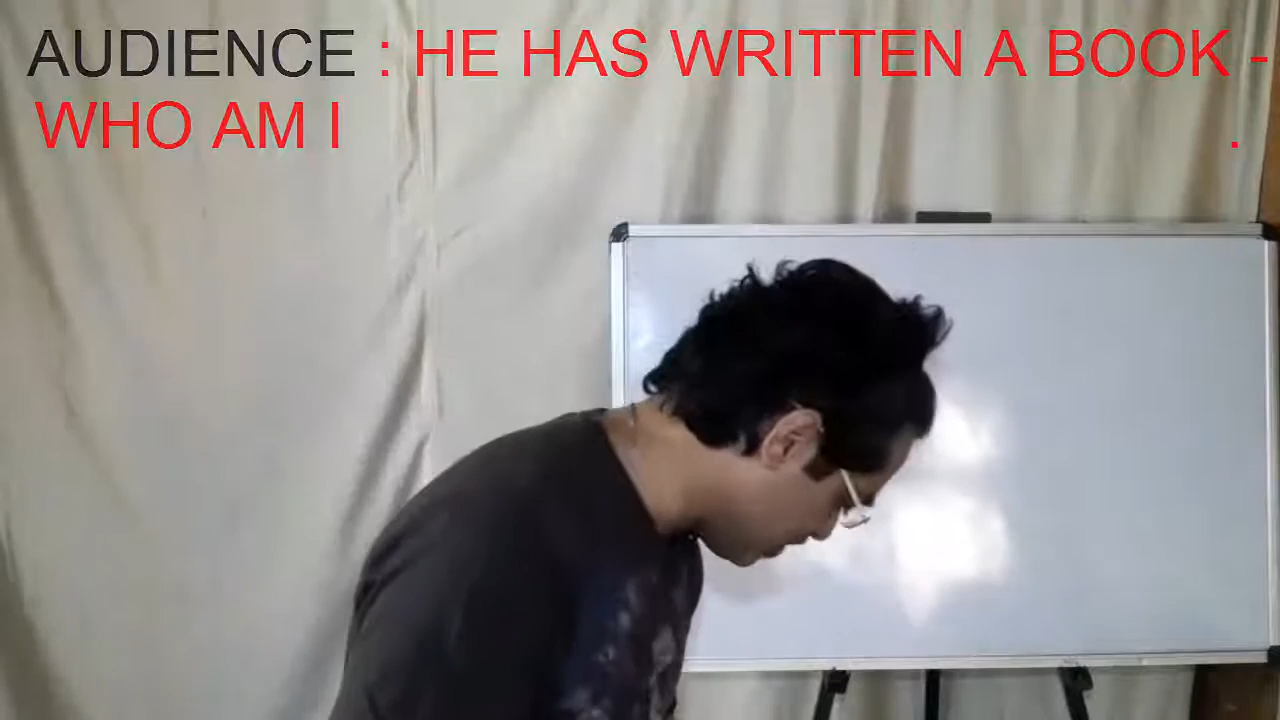 AUDIENCE : HE HAS WRITTEN A BOOK -
WHO AM I .